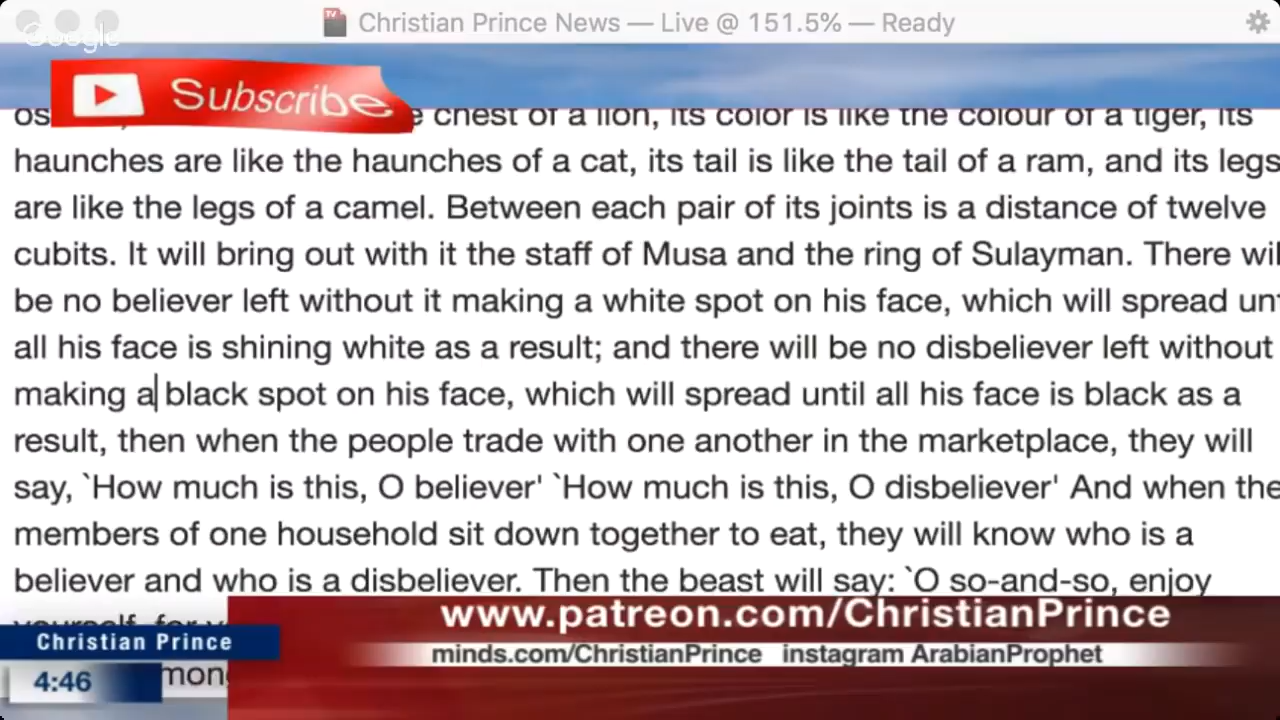 Christian Prince News — Live @ 151.5% — Ready
Google
Subscribe
chest of a lion, its color is like the colour of a tiger, its
haunches are like the haunches of a cat, its tail is like the tail of a ram, and its legs
are like the legs of a camel. Between each pair of its joints is a distance of twelve
cubits. It will bring out with it the staff of Musa and the ring of Sulayman. There wil
be no believer left without it making a white spot on his face, which will spread unt
all his face is shining white as a result; and there will be no disbeliever left without
making a black spot on his face, which will spread until all his face is black as a
result, then when the people trade with one another in the marketplace, they will
say, `How much is this, O believer' `How much is this, O disbeliever' And when the
members of one household sit down together to eat, they will know who is a
believer and who is a disbeliever. Then the beast will say: `O so-and-so, enjoy
www.patreon.com/ChristianPrince
Christian Prince
minds.com/ChristianPrince instagram ArabianProphet
4:46